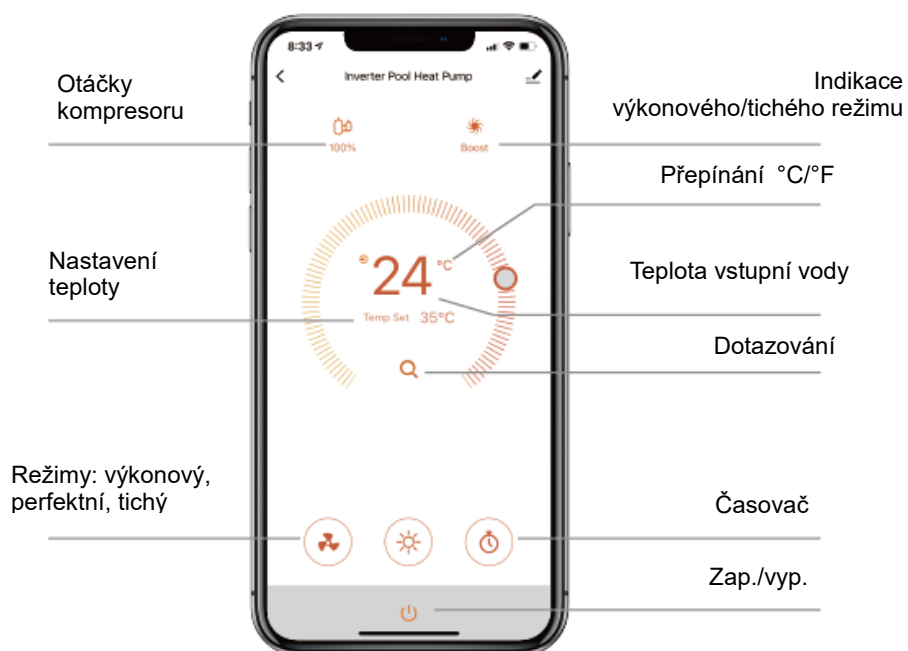 8:33
Inverter Pool Heat Pump
Otáčky
kompresoru
Indikace
výkonového/tichého režimu
100%
Boost
Přepínání °C/°F
Nastavení
teploty
24 °C
Teplota vstupní vody
Temp Set 35°C
Dotazování
Režimy: výkonový,
perfektní, tichý
Časovač
Zap./vyp.